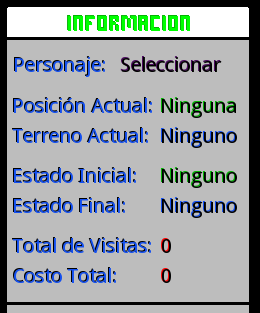 INFORMACION
Personaje: Seleccionar
Posición Actual: Ninguna
Terreno Actual: Ninguno
Estado Inicial: Ninguno
Estado Final: Ninguno
Total de Visitas: 0
Costo Total: 0